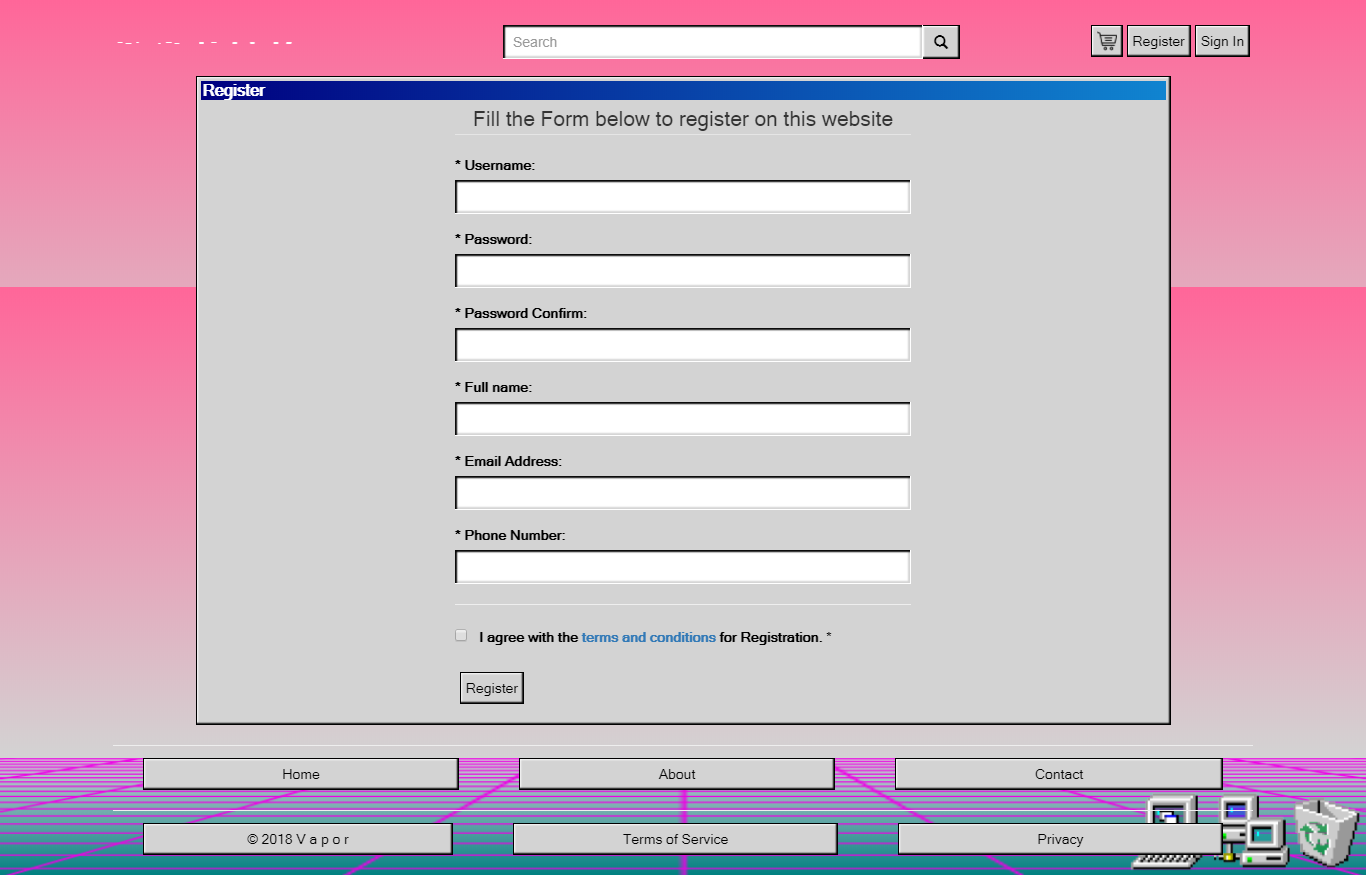 Search
Register
Sign In
Register
Fill the Form below to register on this website
* Username:
* Password:
* Password Confirm:
* Full name:
* Email Address:
* Phone Number:
I agree with the terms and conditions for Registration. *
Register
Home
About
Contact
© 2018 V a p o r
Terms of Service
Privacy